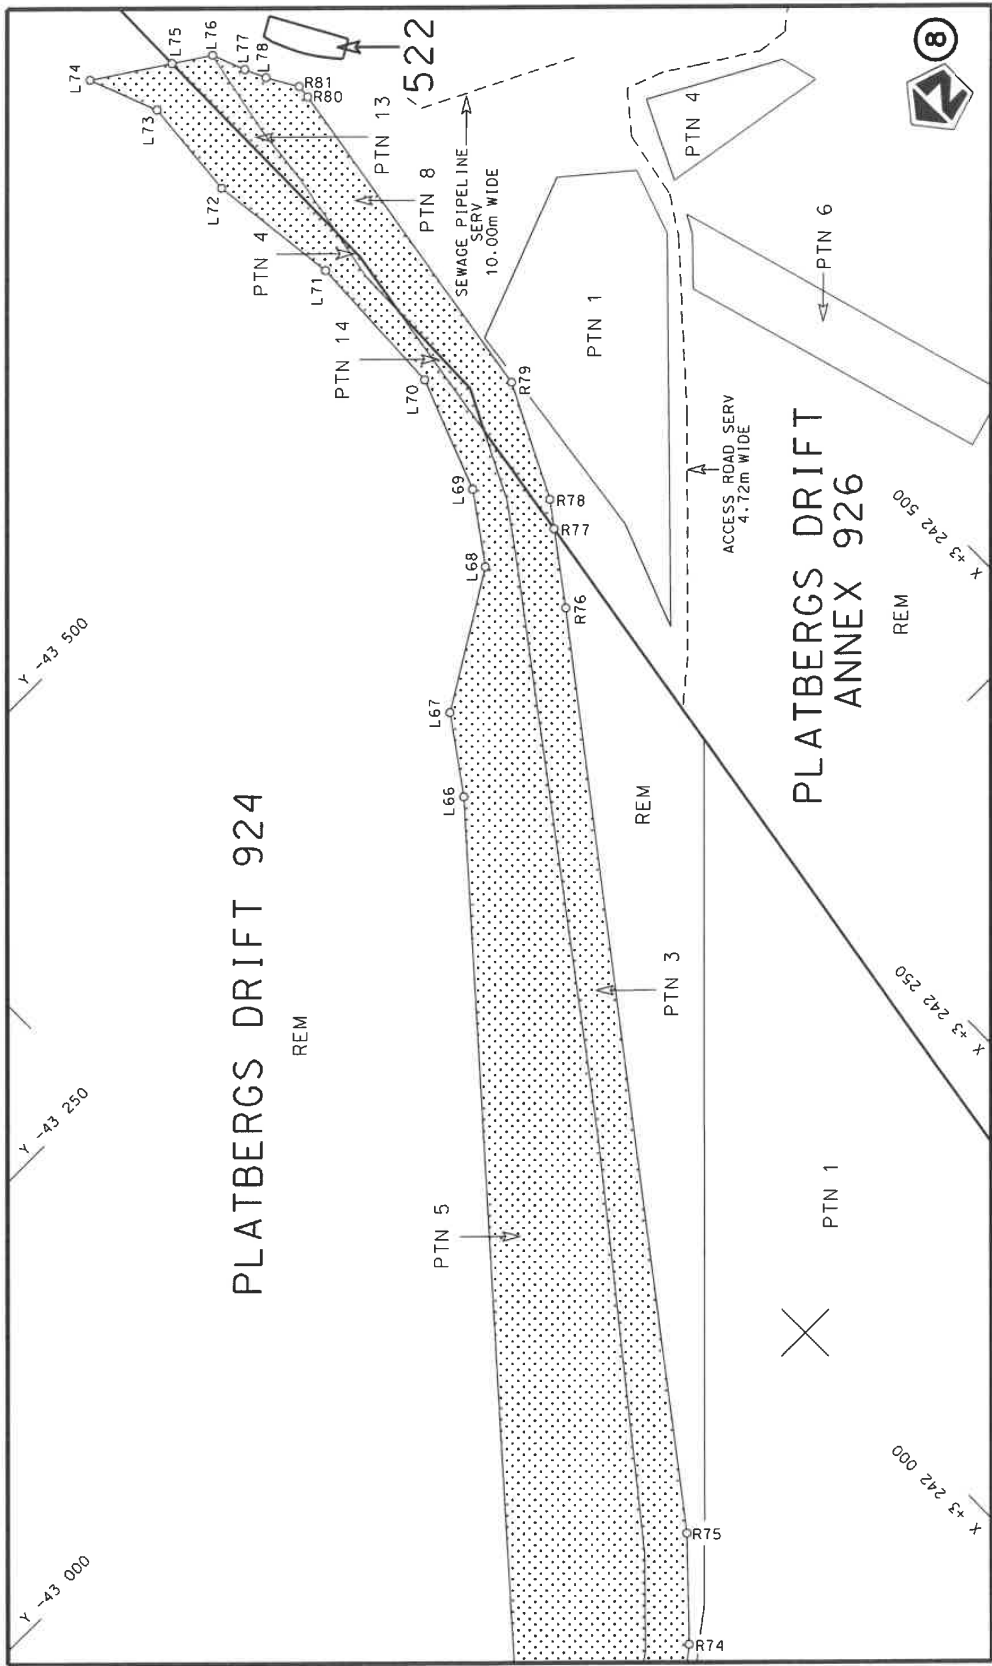 Y -43 000
Y -43 250
Y -43 500
PLATBERGS DRIFT 924
REM
L66
L67
L68
L69
L70
L71
L72
L73
L74
L75
L76
L77
L78
R81
R80
522
PTN 4
PTN 14
PTN 13
PTN 8
SEWAGE PIPELINE
SERV
10.00m WIDE
PTN 5
PTN 3
REM
R74
R75
R76
R77
R78
R79
PTN 1
PTN 4
PTN 6
ACCESS ROAD SERV
4.72m WIDE
PTN 1
PLATBERGS DRIFT
ANNEX 926
REM
X +3 242 000
X +3 242 250
X +3 242 500
N
8